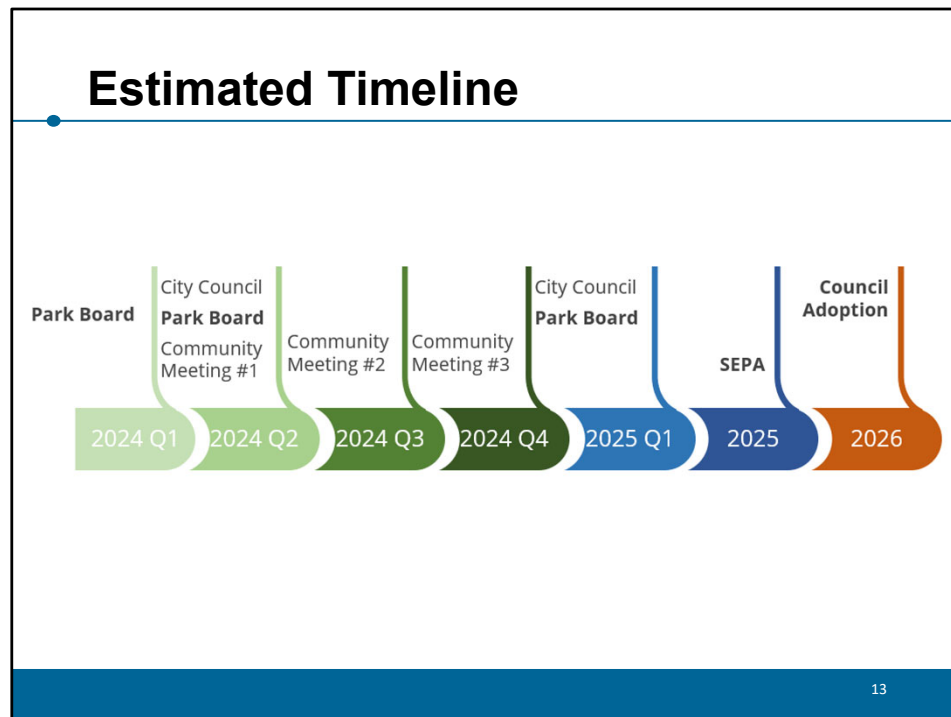 Estimated Timeline
Park Board
City Council
Park Board
Community
Meeting #1
Community
Meeting #2
Community
Meeting #3
City Council
Park Board
SEPA
Council
Adoption
2024 Q1
2024 Q2
2024 Q3
2024 Q4
2025 Q1
2025
2026
13